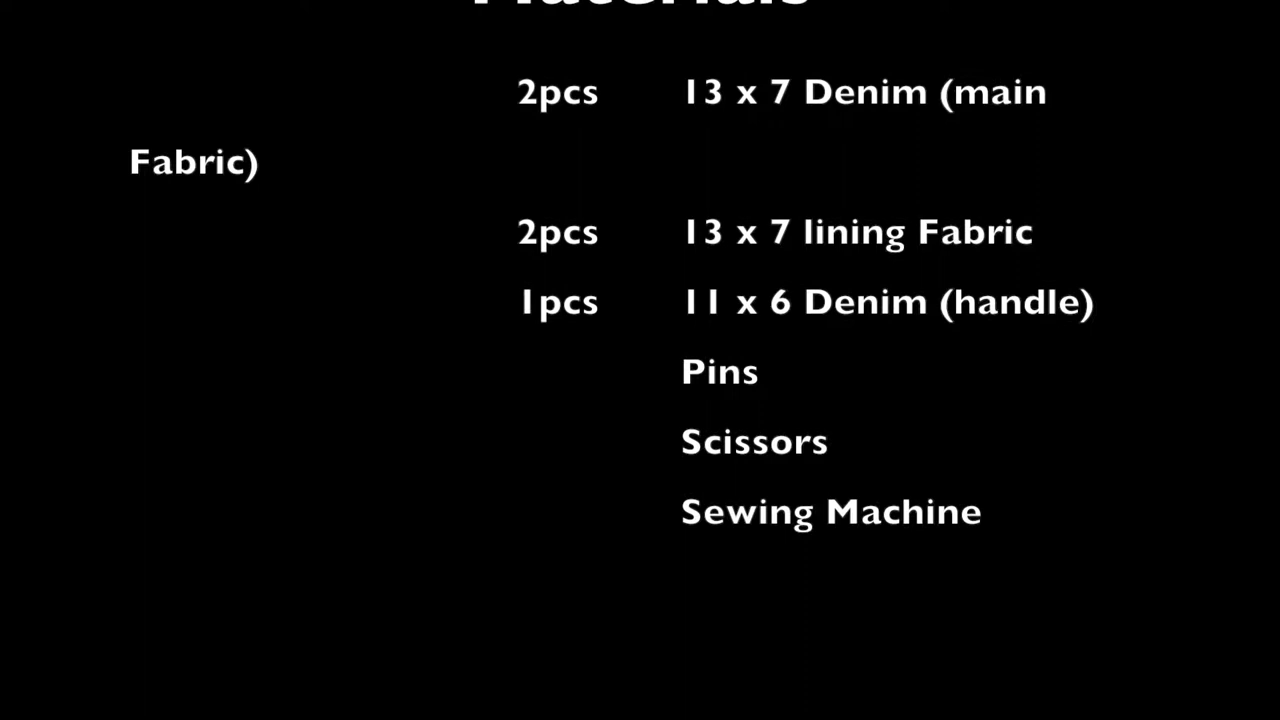 Materials
2pcs 13 x 7 Denim (main
Fabric)
2pcs 13 x 7 lining Fabric
1pcs 11 x 6 Denim (handle)
Pins
Scissors
Sewing Machine